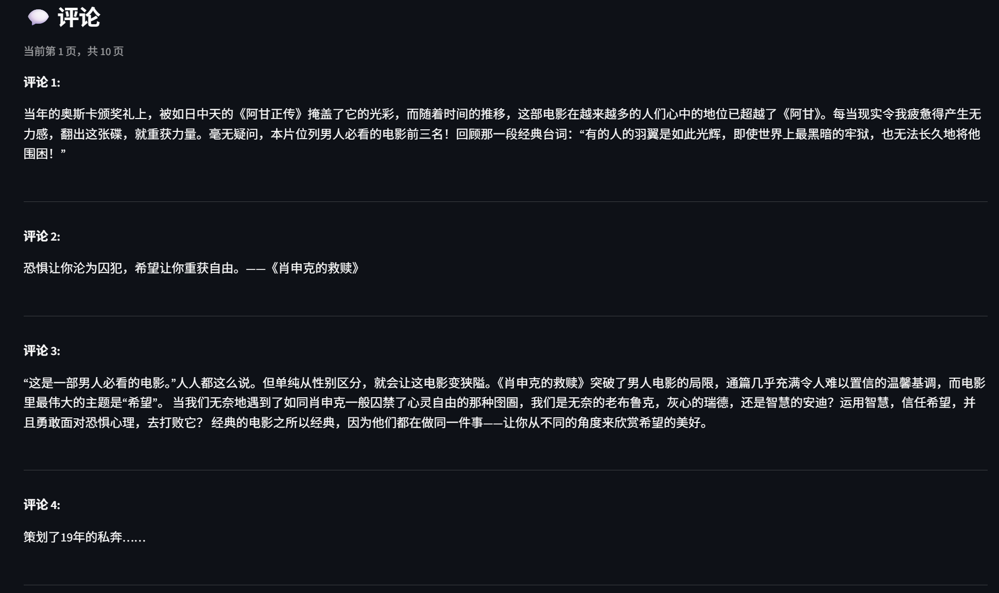 评论
当前第 1 页，共 10 页
评论 1:
当年的奥斯卡颁奖礼上，被如日中天的《阿甘正传》掩盖了它的光彩，而随着时间的推移，这部电影在越来越多的人们心中的地位已超越了《阿甘》。每当现实令我疲惫得产生无
力感，翻出这张碟，就重获力量。毫无疑问，本片位列男人必看的电影前三名！回顾那一段经典台词：“有的人的羽翼是如此光辉，即使世界上最黑暗的牢狱，也无法长久地将他
围困！”
评论 2:
恐惧让你沦为囚犯，希望让你重获自由。——《肖申克的救赎》
评论 3:
“这是一部男人必看的电影。”人人都这么说。但单纯从性别区分，就会让这电影变狭隘。《肖申克的救赎》突破了男人电影的局限，通篇几乎充满令人难以置信的温馨基调，而电影
里最伟大的主题是“希望”。 当我们无奈地遇到了如同肖申克一般囚禁了心灵自由的那种囹圄，我们是无奈的老布鲁克，灰心的瑞德，还是智慧的安迪？运用智慧，信任希望，并
且勇敢面对恐惧心理，去打败它？ 经典的电影之所以经典，因为他们都在做同一件事——让你从不同的角度来欣赏希望的美好。
评论 4:
策划了19年的私奔……